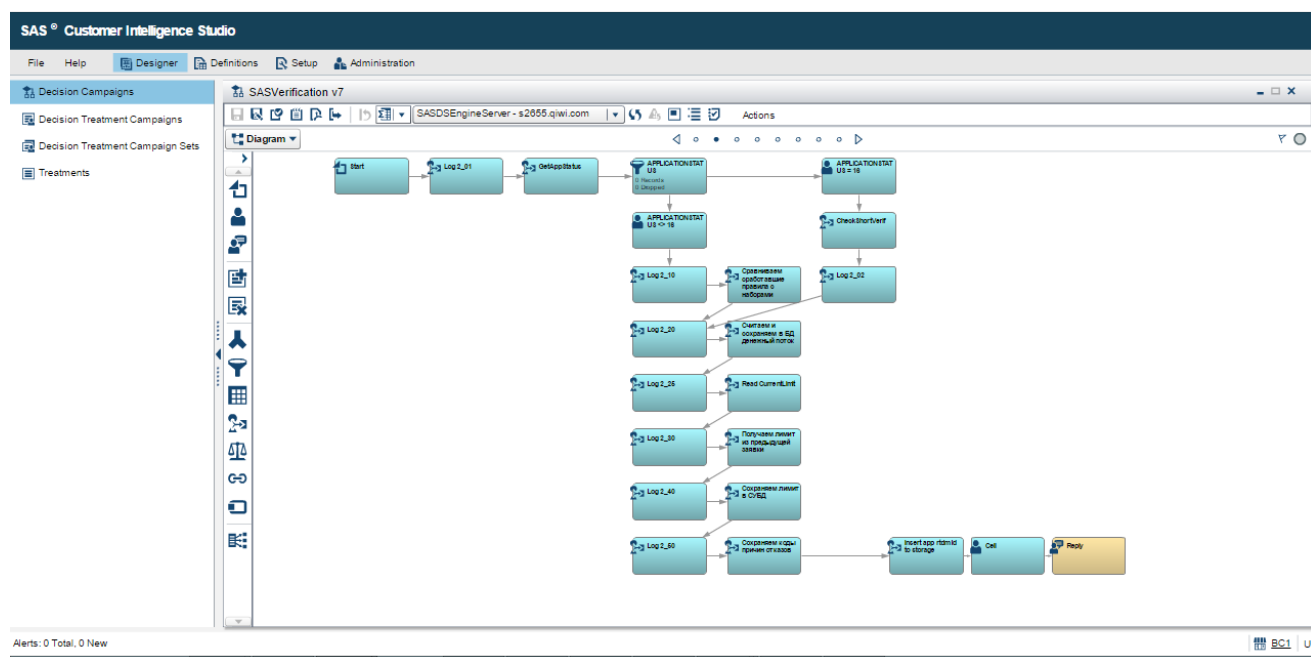 SAS ® Customer Intelligence Studio
File Help Designer Definitions Setup Administration
Decision Campaigns
Decision Treatment Campaigns
Decision Treatment Campaign Sets
Treatments
SASVerification v7
SASDSEngineServer - s2655.qiwi.com
Actions
Diagram
Start
Log 2_01
GetAppStatus
APPLICATIONSTAT
US
0 Records
0 Dropped
APPLICATIONSTAT
US = 16
APPLICATIONSTAT
US <> 16
CheckShortVerif
Log 2_10
Сравниваем
сработавшие
правила с
наборами
Log 2_02
Log 2_20
Считаем и
сохраняем в БД
денежный поток
Log 2_25
Read CurrentLimit
Log 2_30
Получаем лимит
из предыдущей
заявки
Log 2_40
Сохраняем лимит
в СУБД
Log 2_50
Сохраняем коды
причин отказов
Insert app rtdmid
to storage
Cell
Reply
Alerts: 0 Total, 0 New
BC1
U